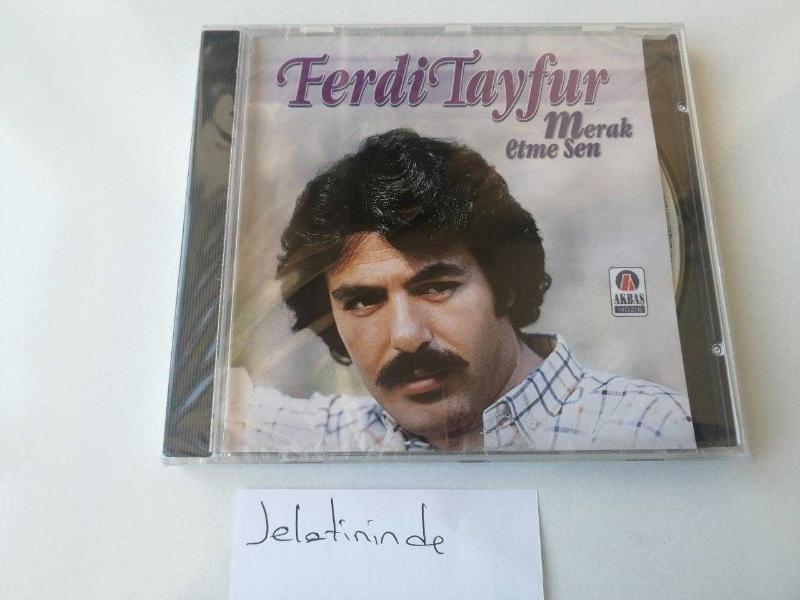 Ferdi Tayfur
Merak
Etme Sen
AKBAŞ
MÜZİK
Jelatininde